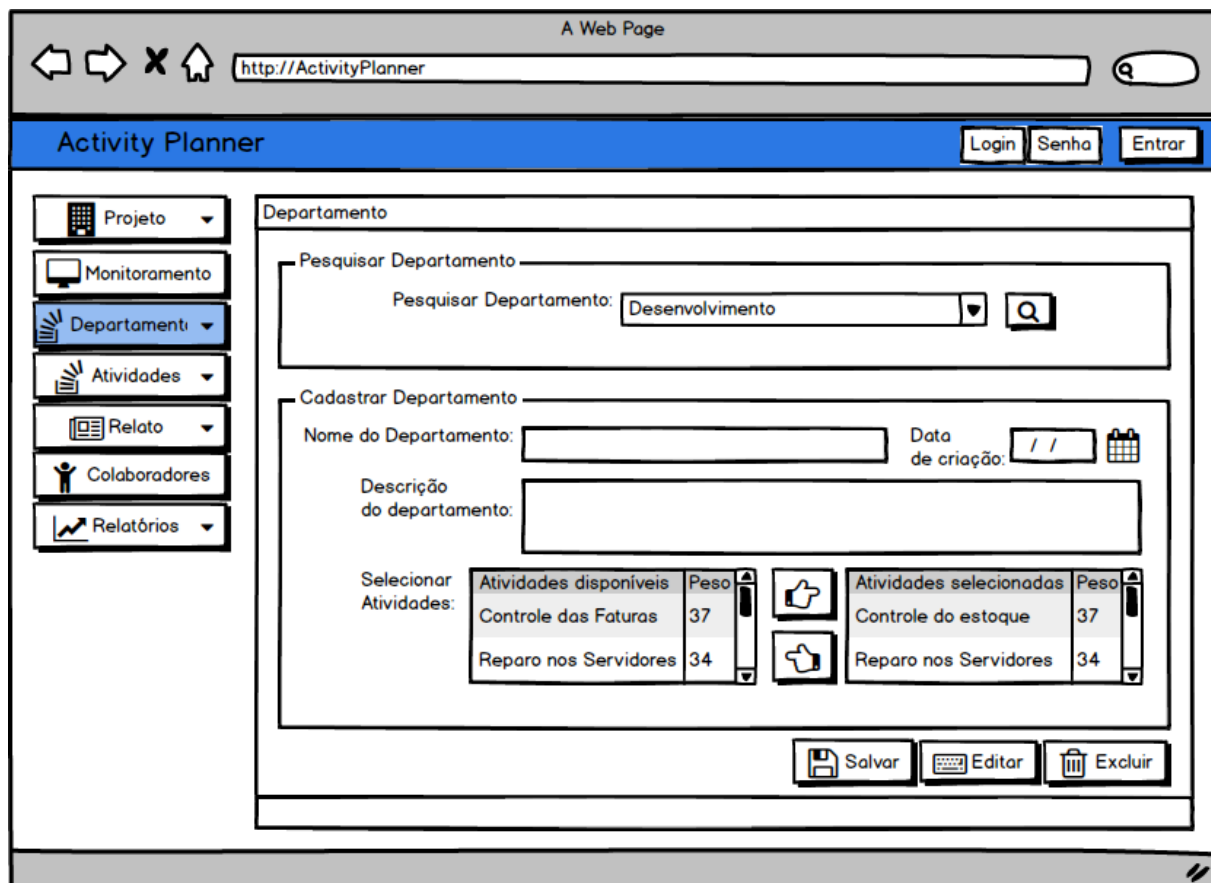 A Web Page
http://ActivityPlanner
Activity Planner
Login
Senha
Entrar
Projeto
Monitoramento
Departament
Atividades
Relato
Colaboradores
Relatórios
Departamento
Pesquisar Departamento
Pesquisar Departamento: Desenvolvimento
Cadastrar Departamento
Nome do Departamento:
Data
de criação: / /
Descrição
do departamento:
Selecionar
Atividades:
Atividades disponíveis Peso
Controle das Faturas 37
Reparo nos Servidores 34
Atividades selecionadas Peso
Controle do estoque 37
Reparo nos Servidores 34
Salvar
Editar
Excluir